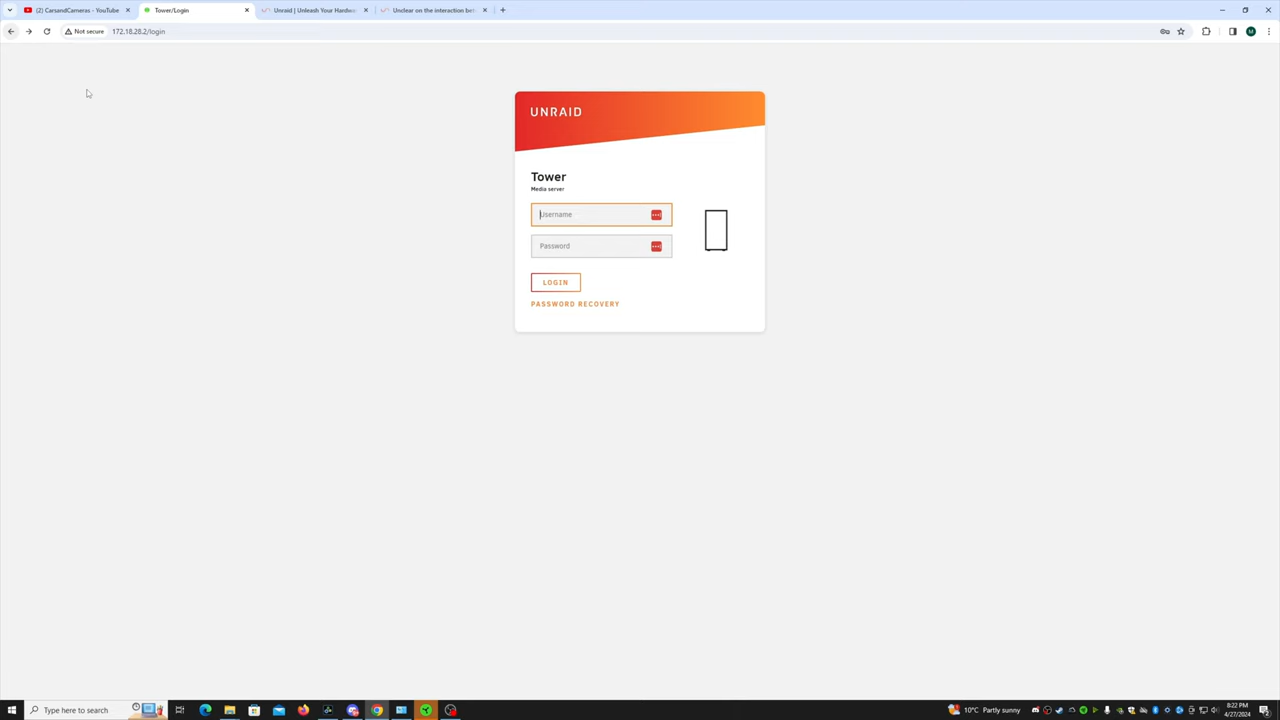 (2) CarsandCameras - YouTube
Tower/Login
Unraid | Unleash Your Hardwa
Unclear on the interaction bet
Not secure
172.18.28.2/login
M
UNRAID
Tower
Media server
Username
Password
LOGIN
PASSWORD RECOVERY
Type here to search
10°C Partly sunny
8:22 PM
4/27/2024